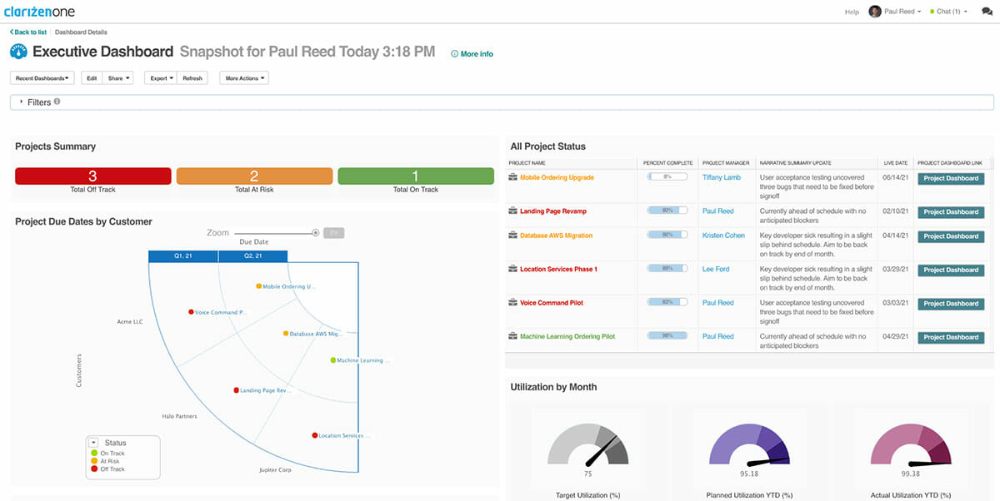 clarizenone
Help
Paul Reed
Chat (1)
Back to list
Dashboard Details
Executive Dashboard Snapshot for Paul Reed Today 3:18 PM
More info
Recent Dashboards
Edit
Share
Export
Refresh
More Actions
Filters
Projects Summary
3
Total Off Track
2
Total At Risk
1
Total On Track
Project Due Dates by Customer
Zoom
Due Date
Q1, 21
Q2, 21
Mobile Ordering U...
Voice Command P...
Acme LLC
Database AWS Mig...
Machine Learning ...
Customers
Landing Page Rev...
Halo Partners
Location Services ...
Jupiter Corp
Status
On Track
At Risk
Off Track
All Project Status
PROJECT NAME PERCENT COMPLETE PROJECT MANAGER NARRATIVE SUMMARY UPDATE LIVE DATE PROJECT DASHBOARD LINK
Mobile Ordering Upgrade 8% Tiffany Lamb User acceptance testing uncovered 06/14/21 Project Dashboard
three bugs that need to be fixed before
signoff
Landing Page Revamp 80% Paul Reed Currently ahead of schedule with no 02/10/21 Project Dashboard
anticipated blockers
Database AWS Migration Kristen Cohen Key developer sick resulting in a slight 04/14/21 Project Dashboard
slip behind schedule. Aim to be back
on track by end of month.
Location Services Phase 1 Lee Ford Key developer sick resulting in a slight 03/29/21 Project Dashboard
slip behind schedule. Aim to be back
on track by end of month.
Voice Command Pilot Paul Reed User acceptance testing uncovered 03/03/21 Project Dashboard
three bugs that need to be fixed before
signoff
Machine Learning Ordering Pilot 98% Paul Reed Currently ahead of schedule with no 04/29/21 Project Dashboard
anticipated blockers
Utilization by Month
75
Target Utilization (%)
95.18
Planned Utilization YTD (%)
99.38
Actual Utilization YTD (%)